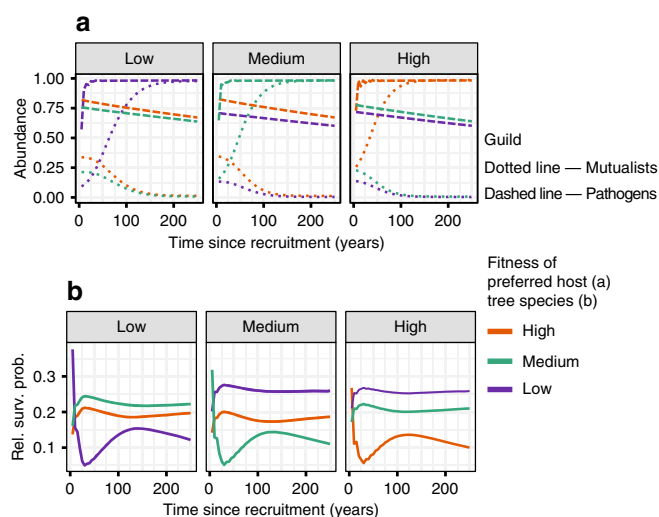 a
Low
Medium
High
1.00
0.75
0.50
0.25
0.00
Abundance
0
100
200
0
100
200
0
100
200
Time since recruitment (years)
Guild
Dotted line — Mutualists
Dashed line — Pathogens
Fitness of
preferred host (a)
tree species (b)
High
Medium
Low
b
Low
Medium
High
0.3
0.2
0.1
Rel. surv. prob.
0
100
200
0
100
200
0
100
200
Time since recruitment (years)